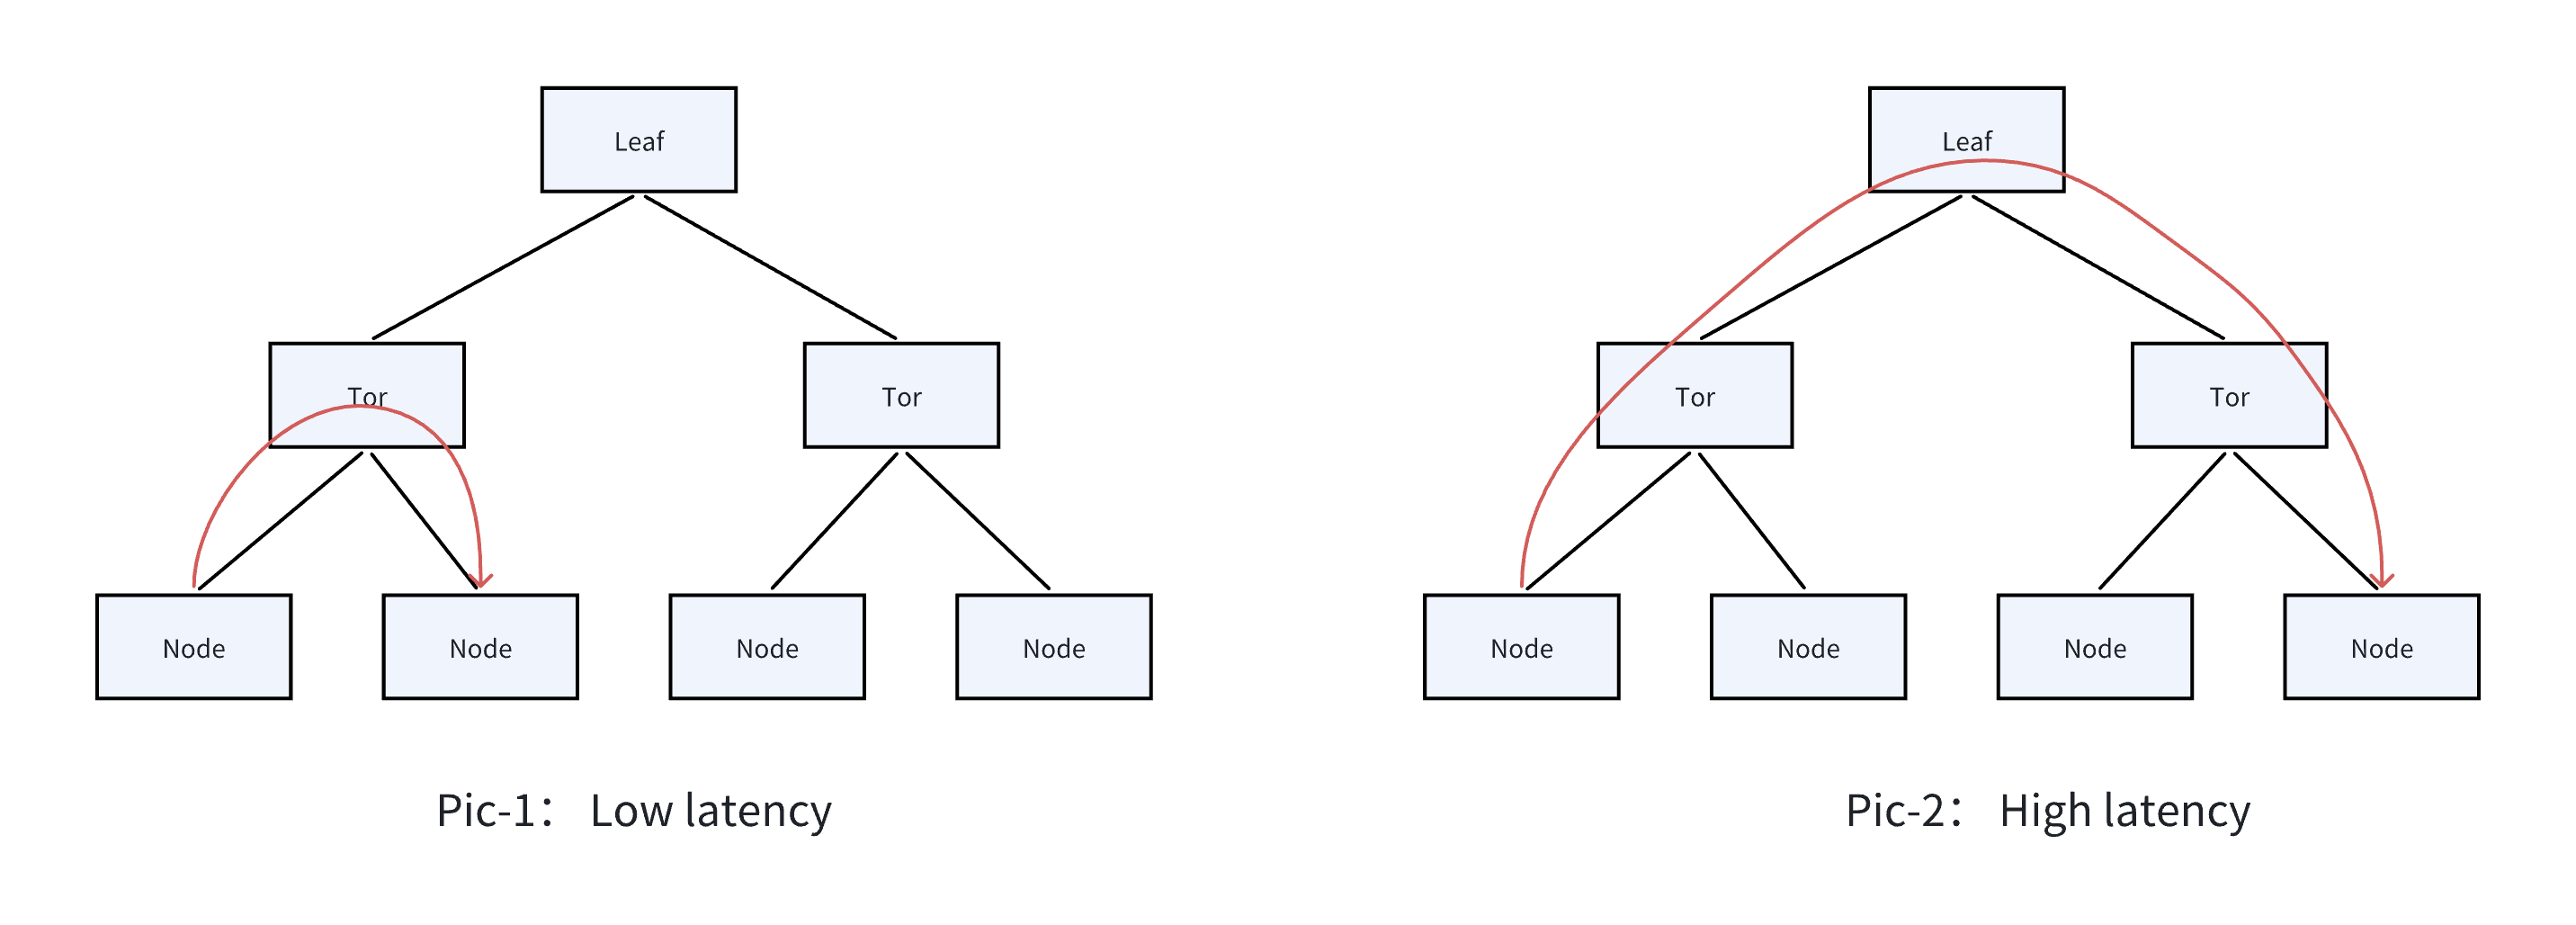 Leaf
Tor
Tor
Node
Node
Node
Node
Pic-1： Low latency
Leaf
Tor
Tor
Node
Node
Node
Node
Pic-2： High latency